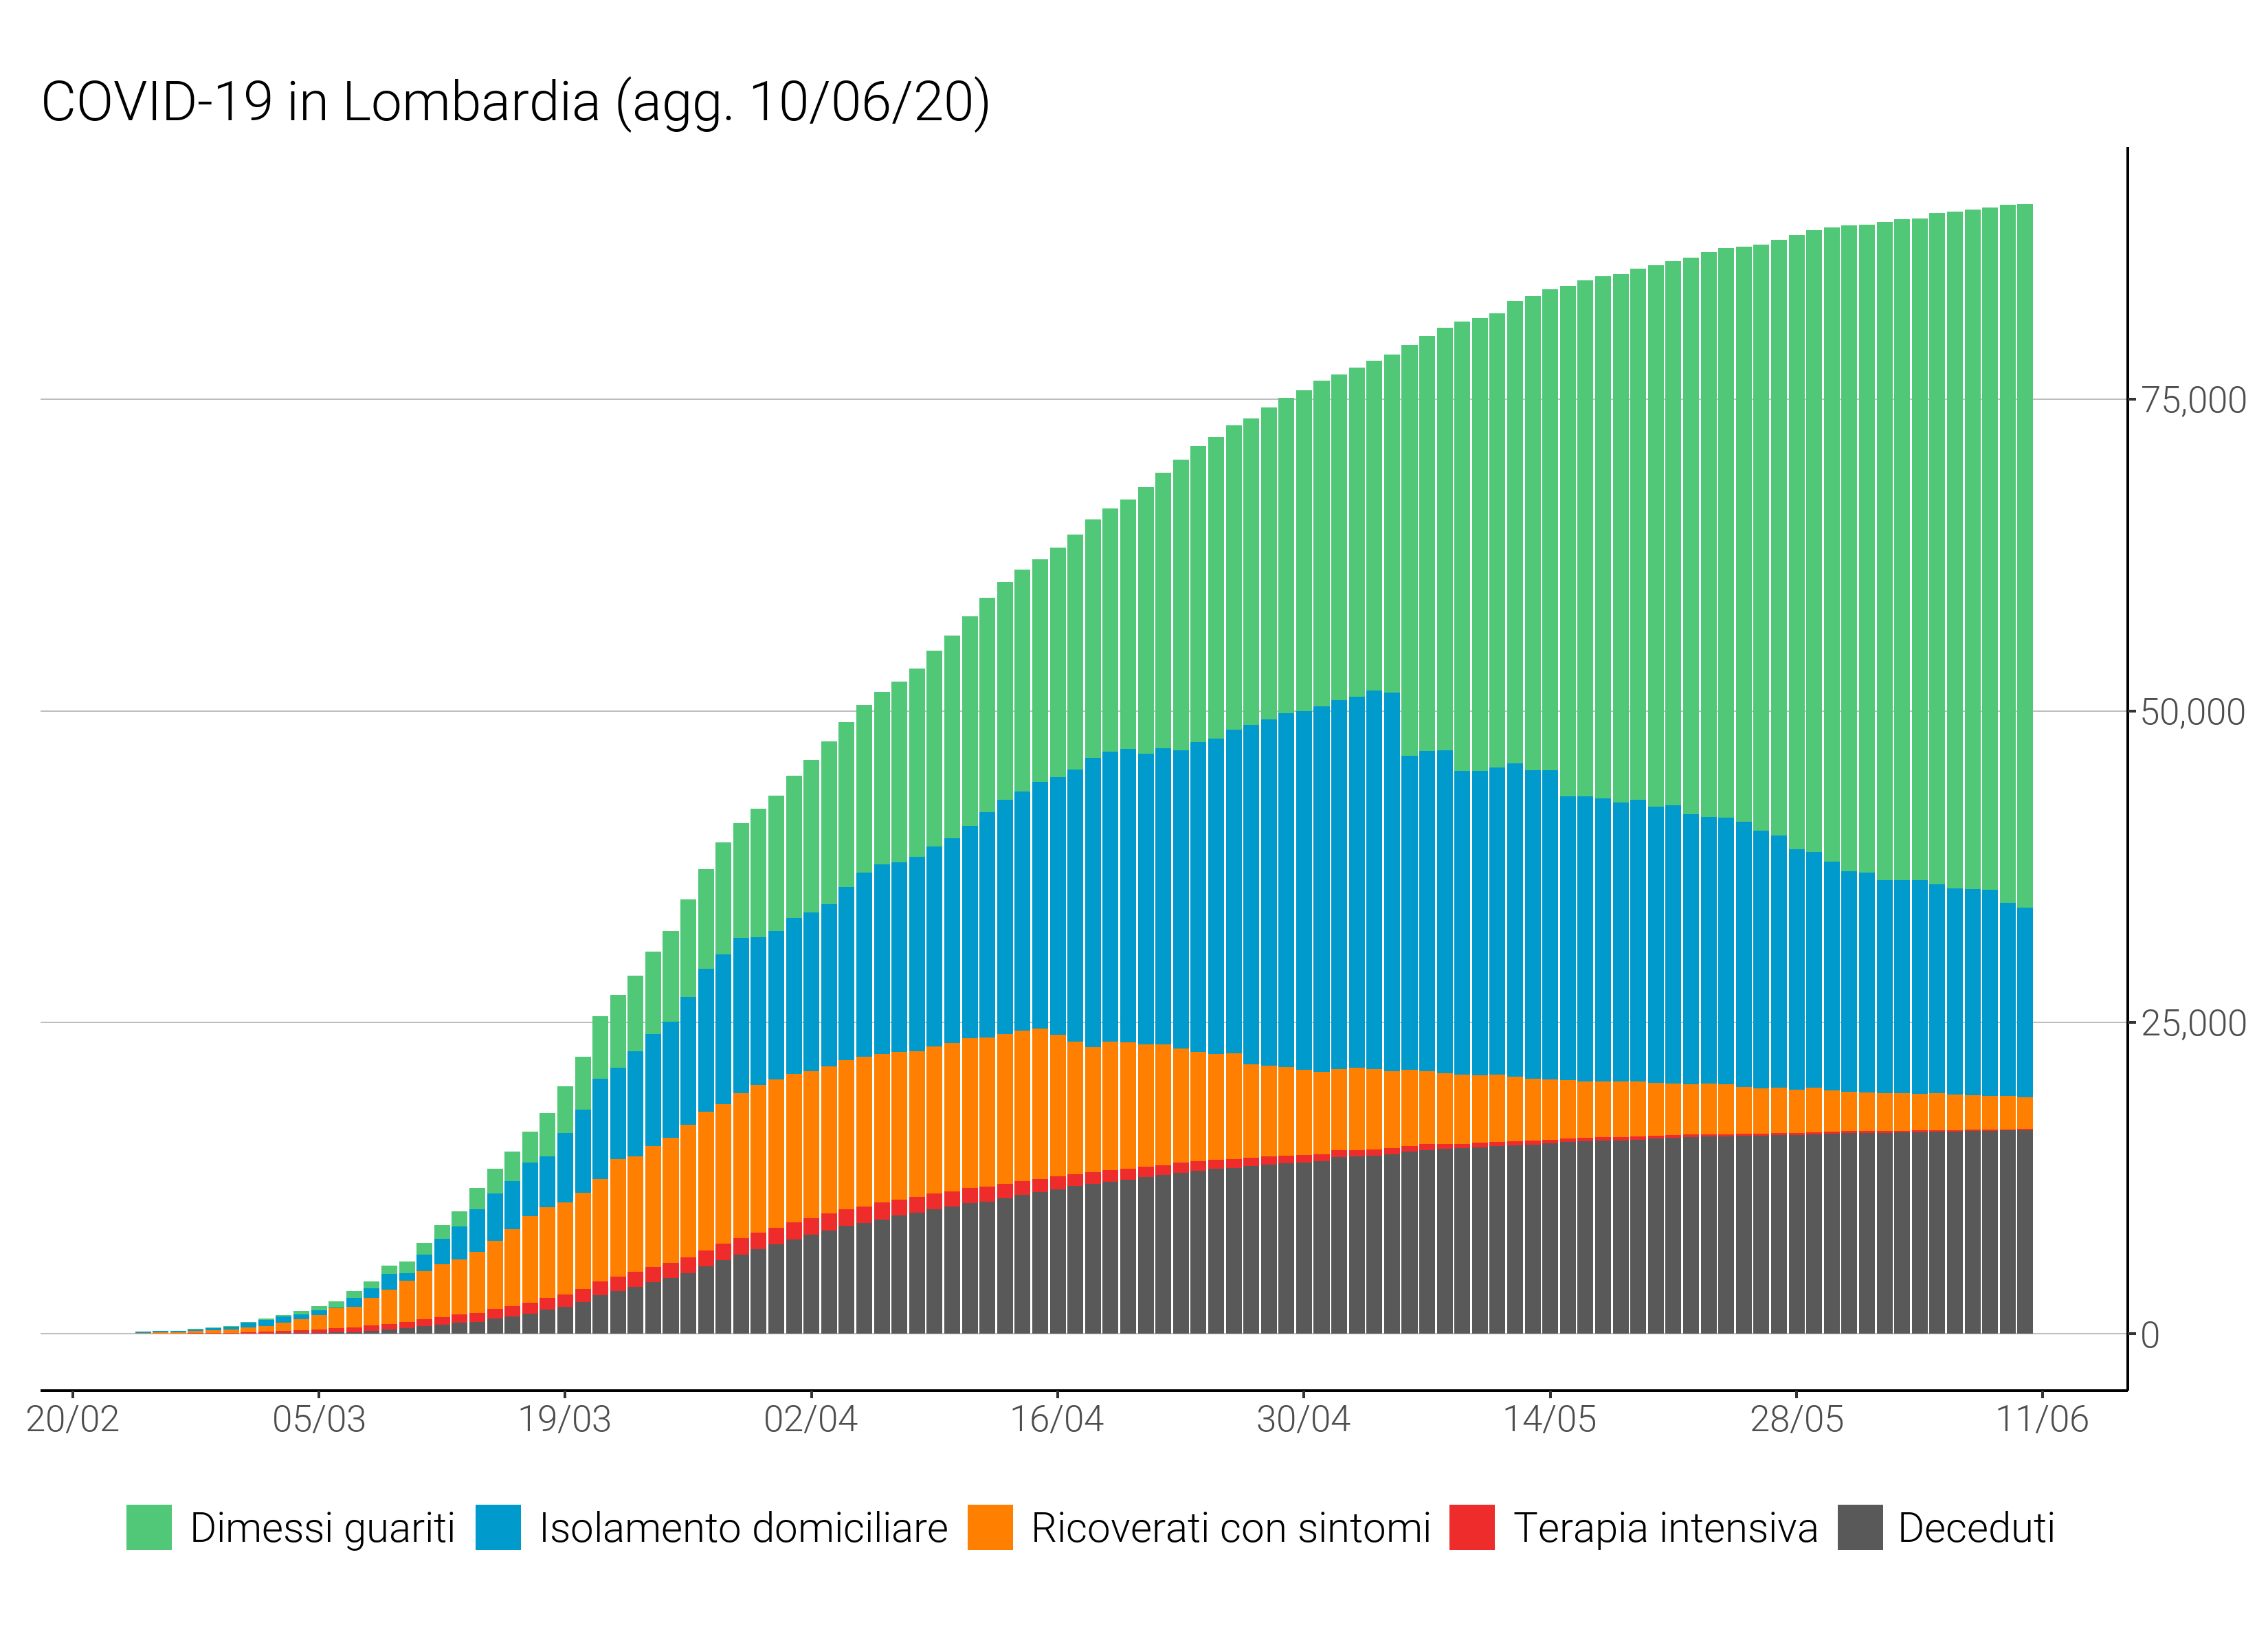 COVID-19 in Lombardia (agg. 10/06/20)
75,000
50,000
25,000
0
20/02 05/03 19/03 02/04 16/04 30/04 14/05 28/05 11/06
Dimessi guariti Isolamento domiciliare Ricoverati con sintomi Terapia intensiva Deceduti